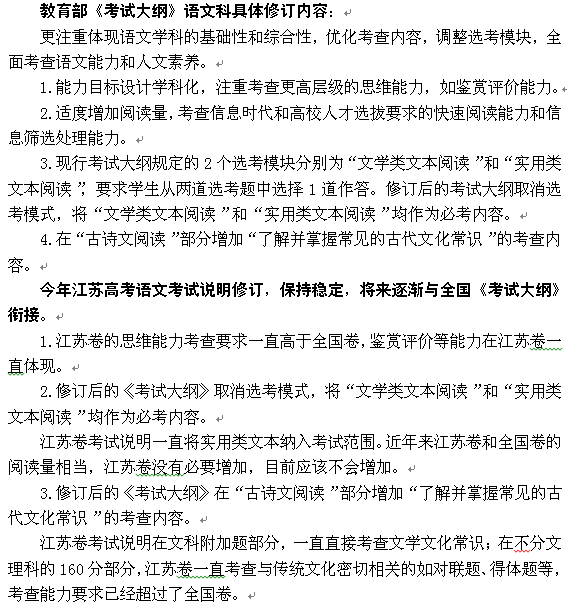 教育部《考试大纲》语文科具体修订内容：
更注重体现语文学科的基础性和综合性，优化考查内容，调整选考模块，全
面考查语文能力和人文素养。
1.能力目标设计学科化，注重考查更高层级的思维能力，如鉴赏评价能力。
2.适度增加阅读量，考查信息时代和高校人才选拔要求的快速阅读能力和信
息筛选处理能力。
3.现行考试大纲规定的2个选考模块分别为“文学类文本阅读”和“实用类
文本阅读”，要求学生从两道选考题中选择1道作答。修订后的考试大纲取消选
考模式，将“文学类文本阅读”和“实用类文本阅读”均作为必考内容。
4.在“古诗文阅读”部分增加“了解并掌握常见的古代文化常识”的考查内
容。
今年江苏高考语文考试说明修订，保持稳定，将来逐渐与全国《考试大纲》
衔接。
1.江苏卷的思维能力考查要求一直高于全国卷，鉴赏评价等能力在江苏卷一
直体现。
2.修订后的《考试大纲》取消选考模式，将“文学类文本阅读”和“实用类
文本阅读”均作为必考内容。
江苏卷考试说明一直将实用类文本纳入考试范围。近年来江苏卷和全国卷的
阅读量相当，江苏卷没有必要增加，目前应该不会增加。
3.修订后的《考试大纲》在“古诗文阅读”部分增加“了解并掌握常见的古
代文化常识”的考查内容。
江苏卷考试说明在文科附加题部分，一直直接考查文学文化常识；在不分文
理科的160分部分，江苏卷一直考查与传统文化密切相关的如对联题、得体题等，
考查能力要求已经超过了全国卷。